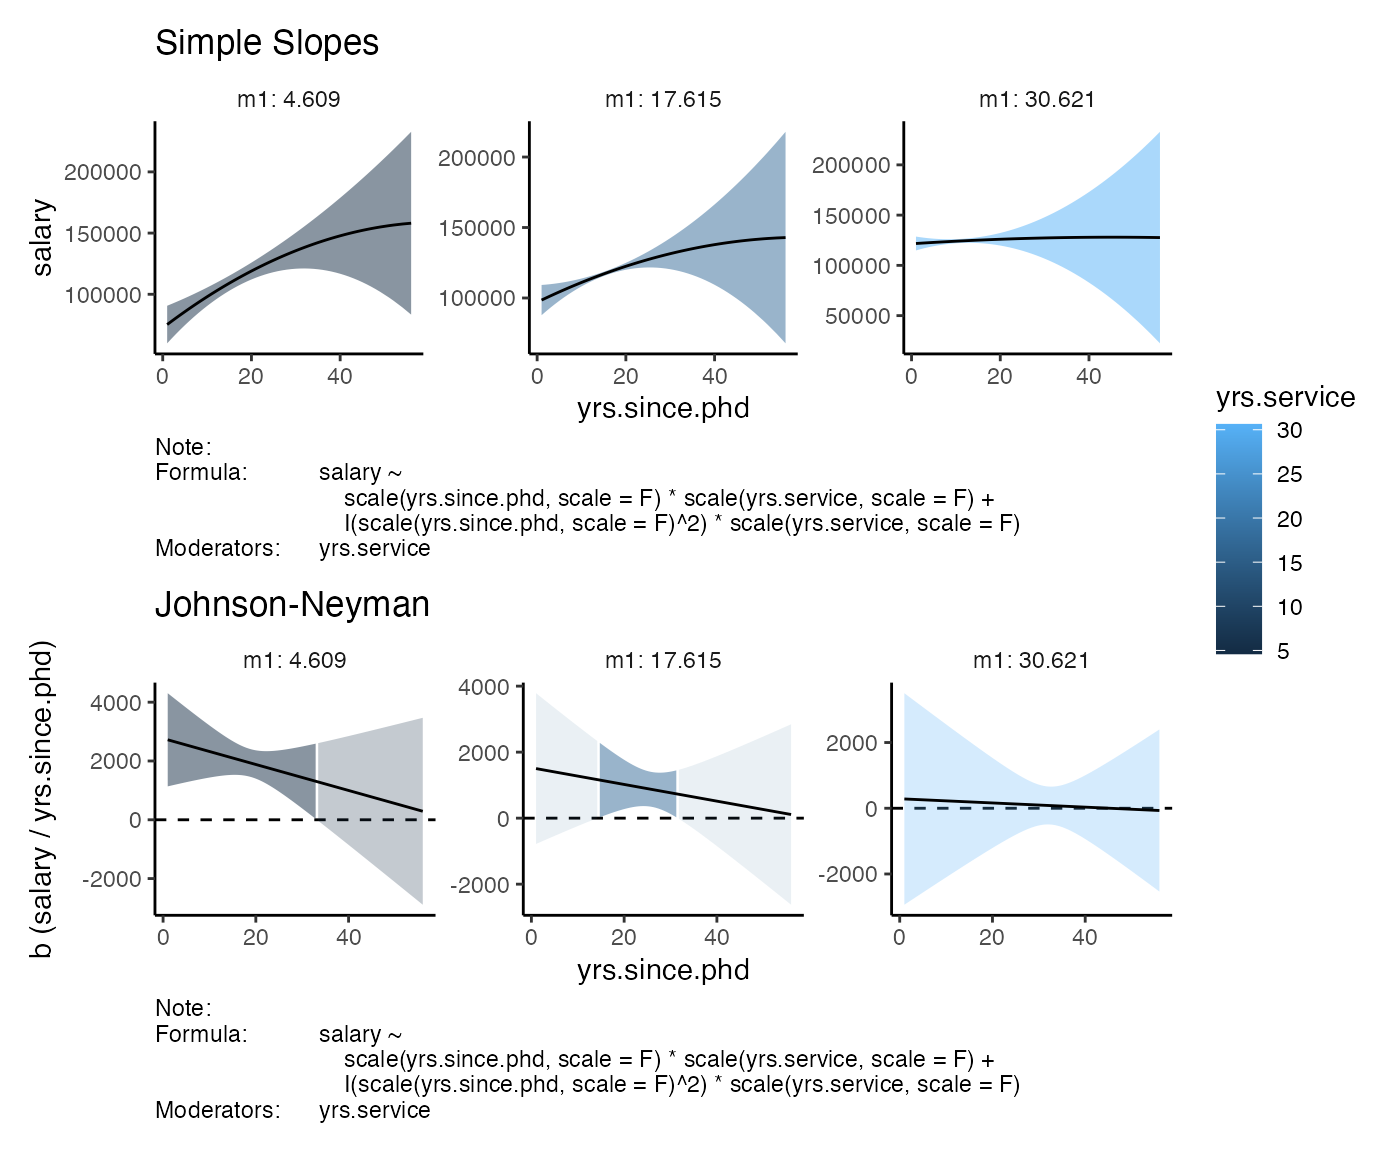 Simple Slopes
m1: 4.609
m1: 17.615
m1: 30.621
salary
200000
150000
100000
200000
150000
100000
200000
150000
100000
50000
0 20 40
0 20 40
0 20 40
yrs.since.phd
Note:
Formula: salary ~
scale(yrs.since.phd, scale = F) * scale(yrs.service, scale = F) +
I(scale(yrs.since.phd, scale = F)^2) * scale(yrs.service, scale = F)
Moderators: yrs.service
yrs.service
30
25
20
15
10
5
Johnson-Neyman
m1: 4.609
m1: 17.615
m1: 30.621
b (salary / yrs.since.phd)
4000
2000
0
-2000
4000
2000
0
-2000
2000
0
-2000
0 20 40
0 20 40
0 20 40
yrs.since.phd
Note:
Formula: salary ~
scale(yrs.since.phd, scale = F) * scale(yrs.service, scale = F) +
I(scale(yrs.since.phd, scale = F)^2) * scale(yrs.service, scale = F)
Moderators: yrs.service